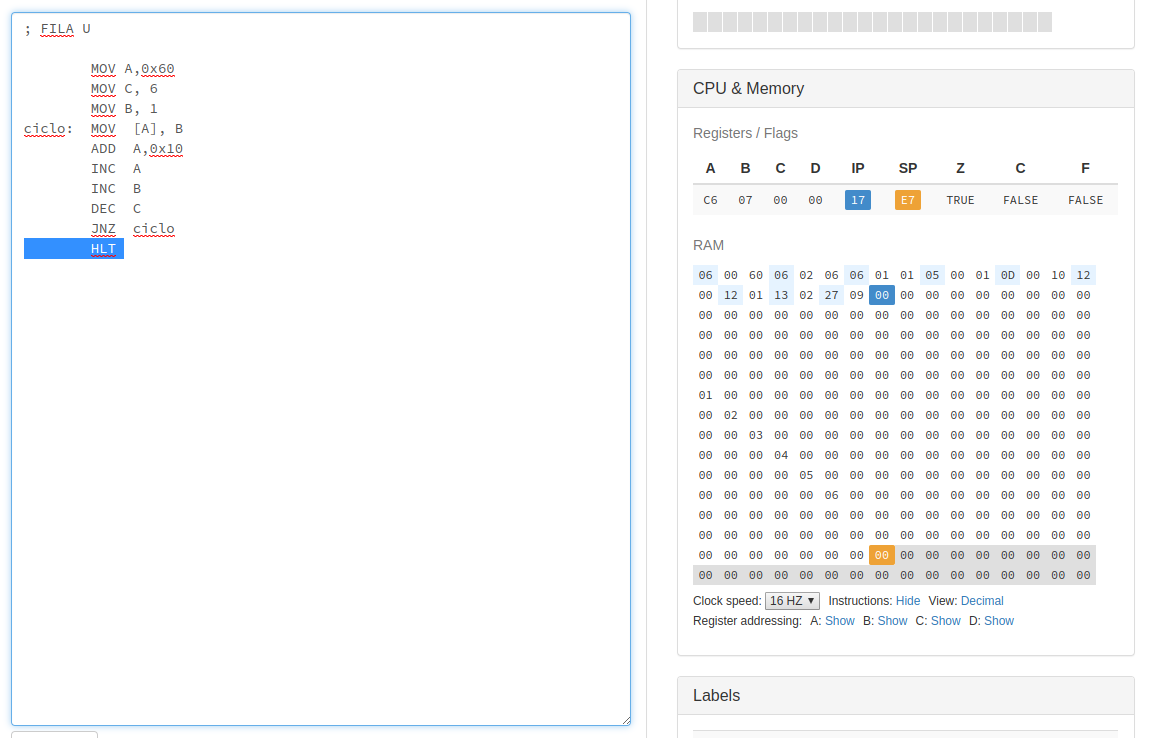 ; FILA U
MOV A,0x60
MOV C, 6
MOV B, 1
ciclo: MOV [A], B
ADD A,0x10
INC A
INC B
DEC C
JNZ ciclo
HLT
CPU & Memory
Registers / Flags
A B C D IP SP Z C F
C6 07 00 00 17 E7 TRUE FALSE FALSE
RAM
06 00 60 06 02 06 06 01 01 05 00 01 0D 00 10 12
00 12 01 13 02 27 09 00 00 00 00 00 00 00 00 00
00 00 00 00 00 00 00 00 00 00 00 00 00 00 00 00
00 00 00 00 00 00 00 00 00 00 00 00 00 00 00 00
00 00 00 00 00 00 00 00 00 00 00 00 00 00 00 00
00 00 00 00 00 00 00 00 00 00 00 00 00 00 00 00
01 00 00 00 00 00 00 00 00 00 00 00 00 00 00 00
00 02 00 00 00 00 00 00 00 00 00 00 00 00 00 00
00 00 03 00 00 00 00 00 00 00 00 00 00 00 00 00
00 00 00 04 00 00 00 00 00 00 00 00 00 00 00 00
00 00 00 00 05 00 00 00 00 00 00 00 00 00 00 00
00 00 00 00 00 06 00 00 00 00 00 00 00 00 00 00
00 00 00 00 00 00 00 00 00 00 00 00 00 00 00 00
00 00 00 00 00 00 00 00 00 00 00 00 00 00 00 00
00 00 00 00 00 00 00 00 00 00 00 00 00 00 00 00
00 00 00 00 00 00 00 00 00 00 00 00 00 00 00 00
Clock speed: 16 HZ Instructions: Hide View: Decimal
Register addressing: A: Show B: Show C: Show D: Show
Labels